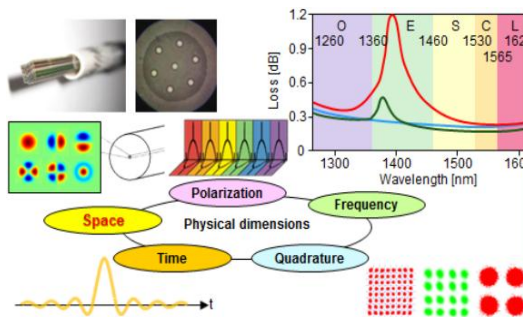 O E S C L
1260 1360 1460 1530 162
1565
1.2
0.9
0.6
0.3
0
Loss [dB]
1300 1400 1500 160
Wavelength [nm]
Polarization
Frequency
Space
Physical dimensions
Time
Quadrature
t